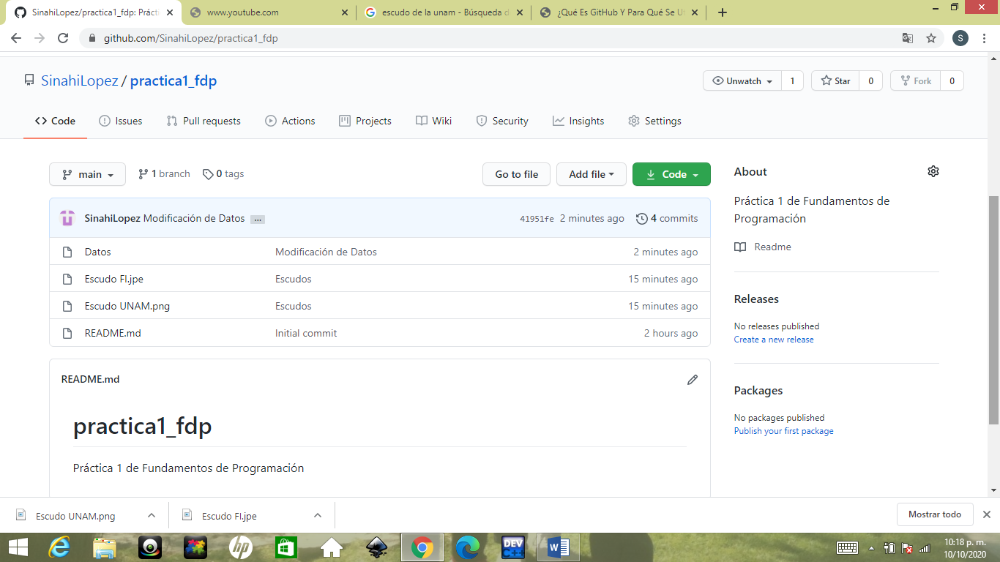 SinahiLopez/practica1_fdp: Prácti
www.youtube.com
escudo de la unam - Búsqueda d
¿Qué Es GitHub Y Para Qué Se U
github.com/SinahiLopez/practica1_fdp
S
SinahiLopez / practica1_fdp
Unwatch 1
Star 0
Fork 0
Code Issues Pull requests Actions Projects Wiki Security Insights Settings
main 1 branch 0 tags Go to file Add file Code
SinahiLopez Modificación de Datos ... 41951fe 2 minutes ago 4 commits
Datos Modificación de Datos 2 minutes ago
Escudo FI.jpe Escudos 15 minutes ago
Escudo UNAM.png Escudos 15 minutes ago
README.md Initial commit 2 hours ago
README.md
practica1_fdp
Práctica 1 de Fundamentos de Programación
About
Práctica 1 de Fundamentos de
Programación
Readme
Releases
No releases published
Create a new release
Packages
No packages published
Publish your first package
Escudo UNAM.png Escudo FI.jpe Mostrar todo
hp
DEV
C++
W
10:18 p. m.
10/10/2020